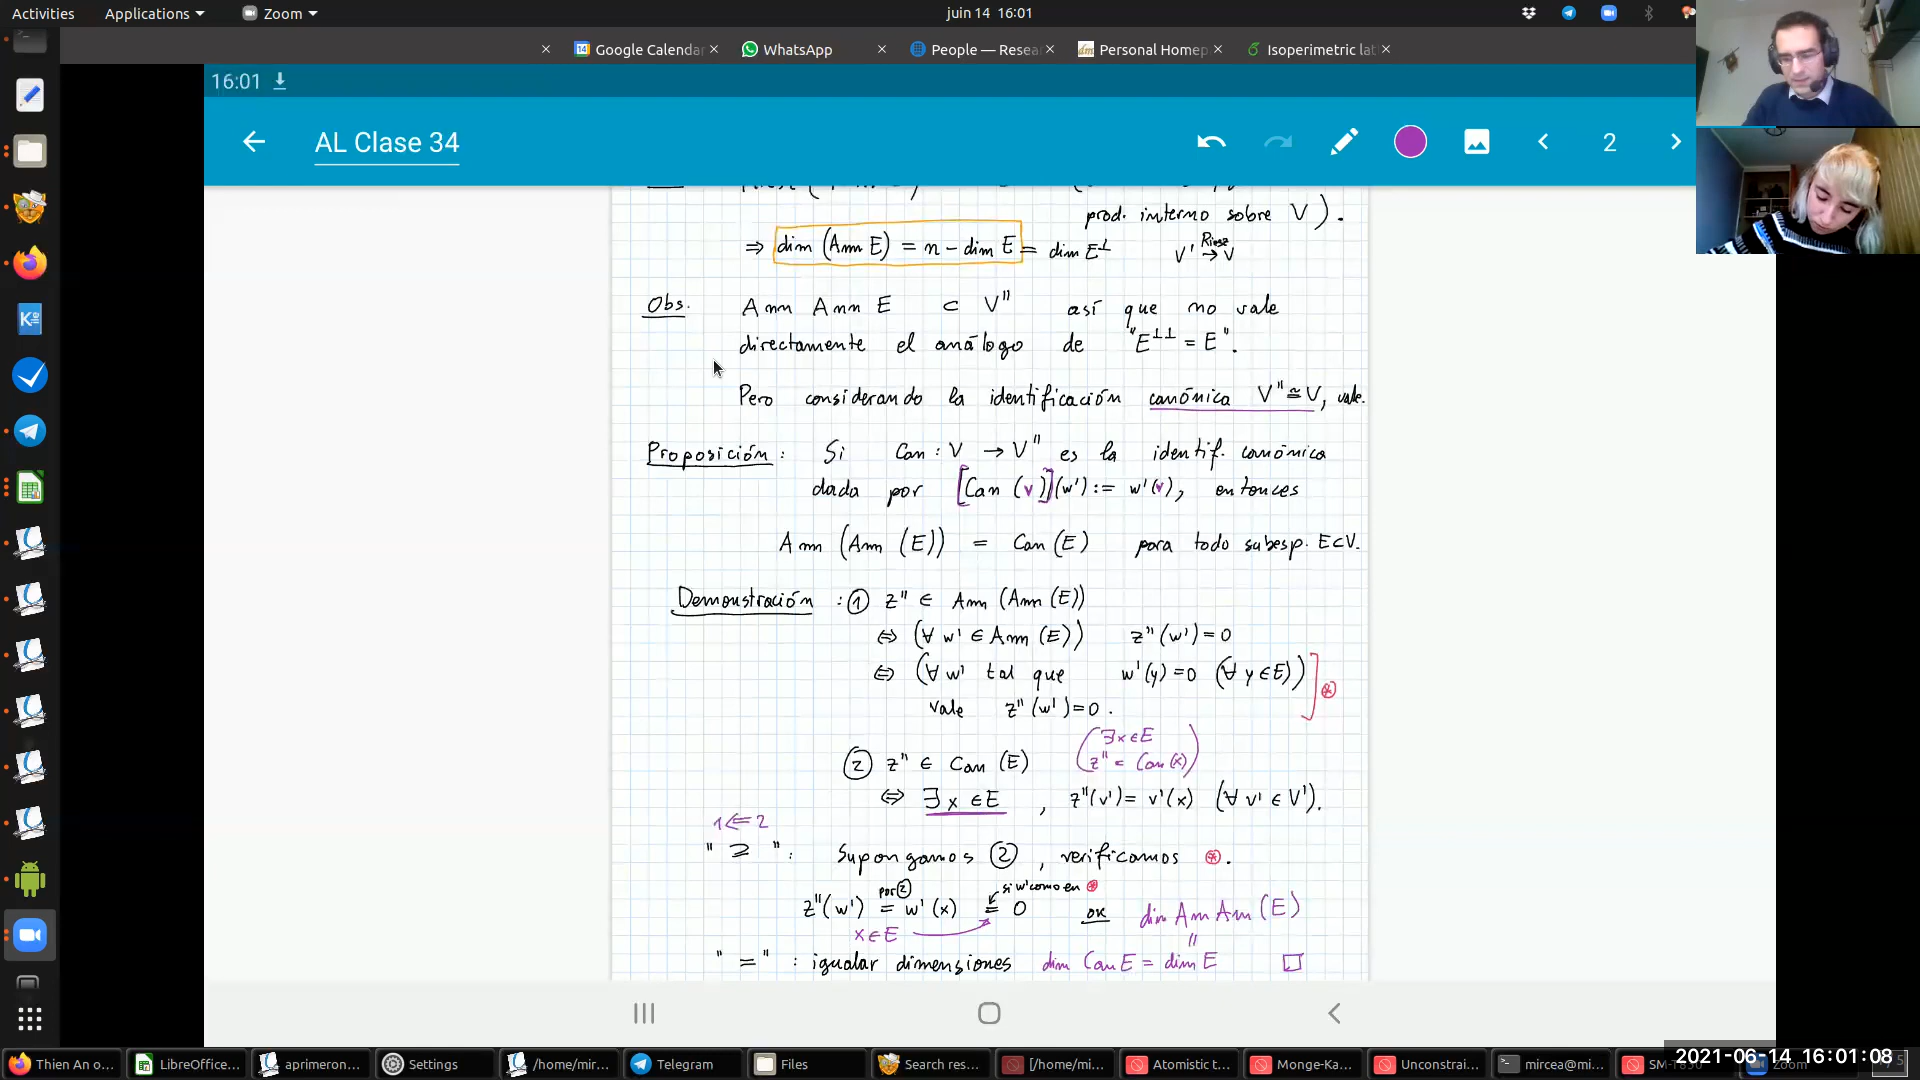 Activities Applications Zoom juin 14 16:01
Google Calendar WhatsApp People — Resea Personal Homep Isoperimetric lat
16:01
AL Clase 34 2
prod. interno sobre V).
⇒ dim (Ann E) = n - dim E = dim E⊥ V' →Riesz V
Obs. Ann Ann E ⊂ V'' así que no vale
directamente el análogo de "E⊥⊥ = E".
Pero considerando la identificación canónica V'' ≅ V, vale.
Proposición: Si Can : V → V'' es la identif. canónica
dada por [Can (v)](w') := w'(v), entonces
Ann (Ann (E)) = Can (E) para todo subesp. E⊂V.
Demostración : ① z'' ∈ Ann (Ann (E))
⇔ (∀ w' ∈ Ann (E)) z''(w') = 0
⇔ (∀ w' tal que w'(y) = 0 (∀ y ∈ E))
vale z''(w') = 0. ⊛
② z'' ∈ Can (E) (∃ x ∈ E z'' = Can(x))
⇔ ∃ x ∈ E , z''(v') = v'(x) (∀ v' ∈ V').
1 ⇐ 2
" ⊇ " : Supongamos ② , verificamos ⊛.
z''(w') = por ② w'(x) = 0 si w' como en ⊛ OK dim Ann Ann (E)
x ∈ E =
" = " : igualar dimensiones dim Can E = dim E □
Thien An o... LibreOffice... aprimeron... Settings /home/mir... Telegram Files Search res... [/home/mi... Atomistic t... Monge-Ka... Unconstrai... mircea@mi... Zoom
2021-06-14 16:01:08